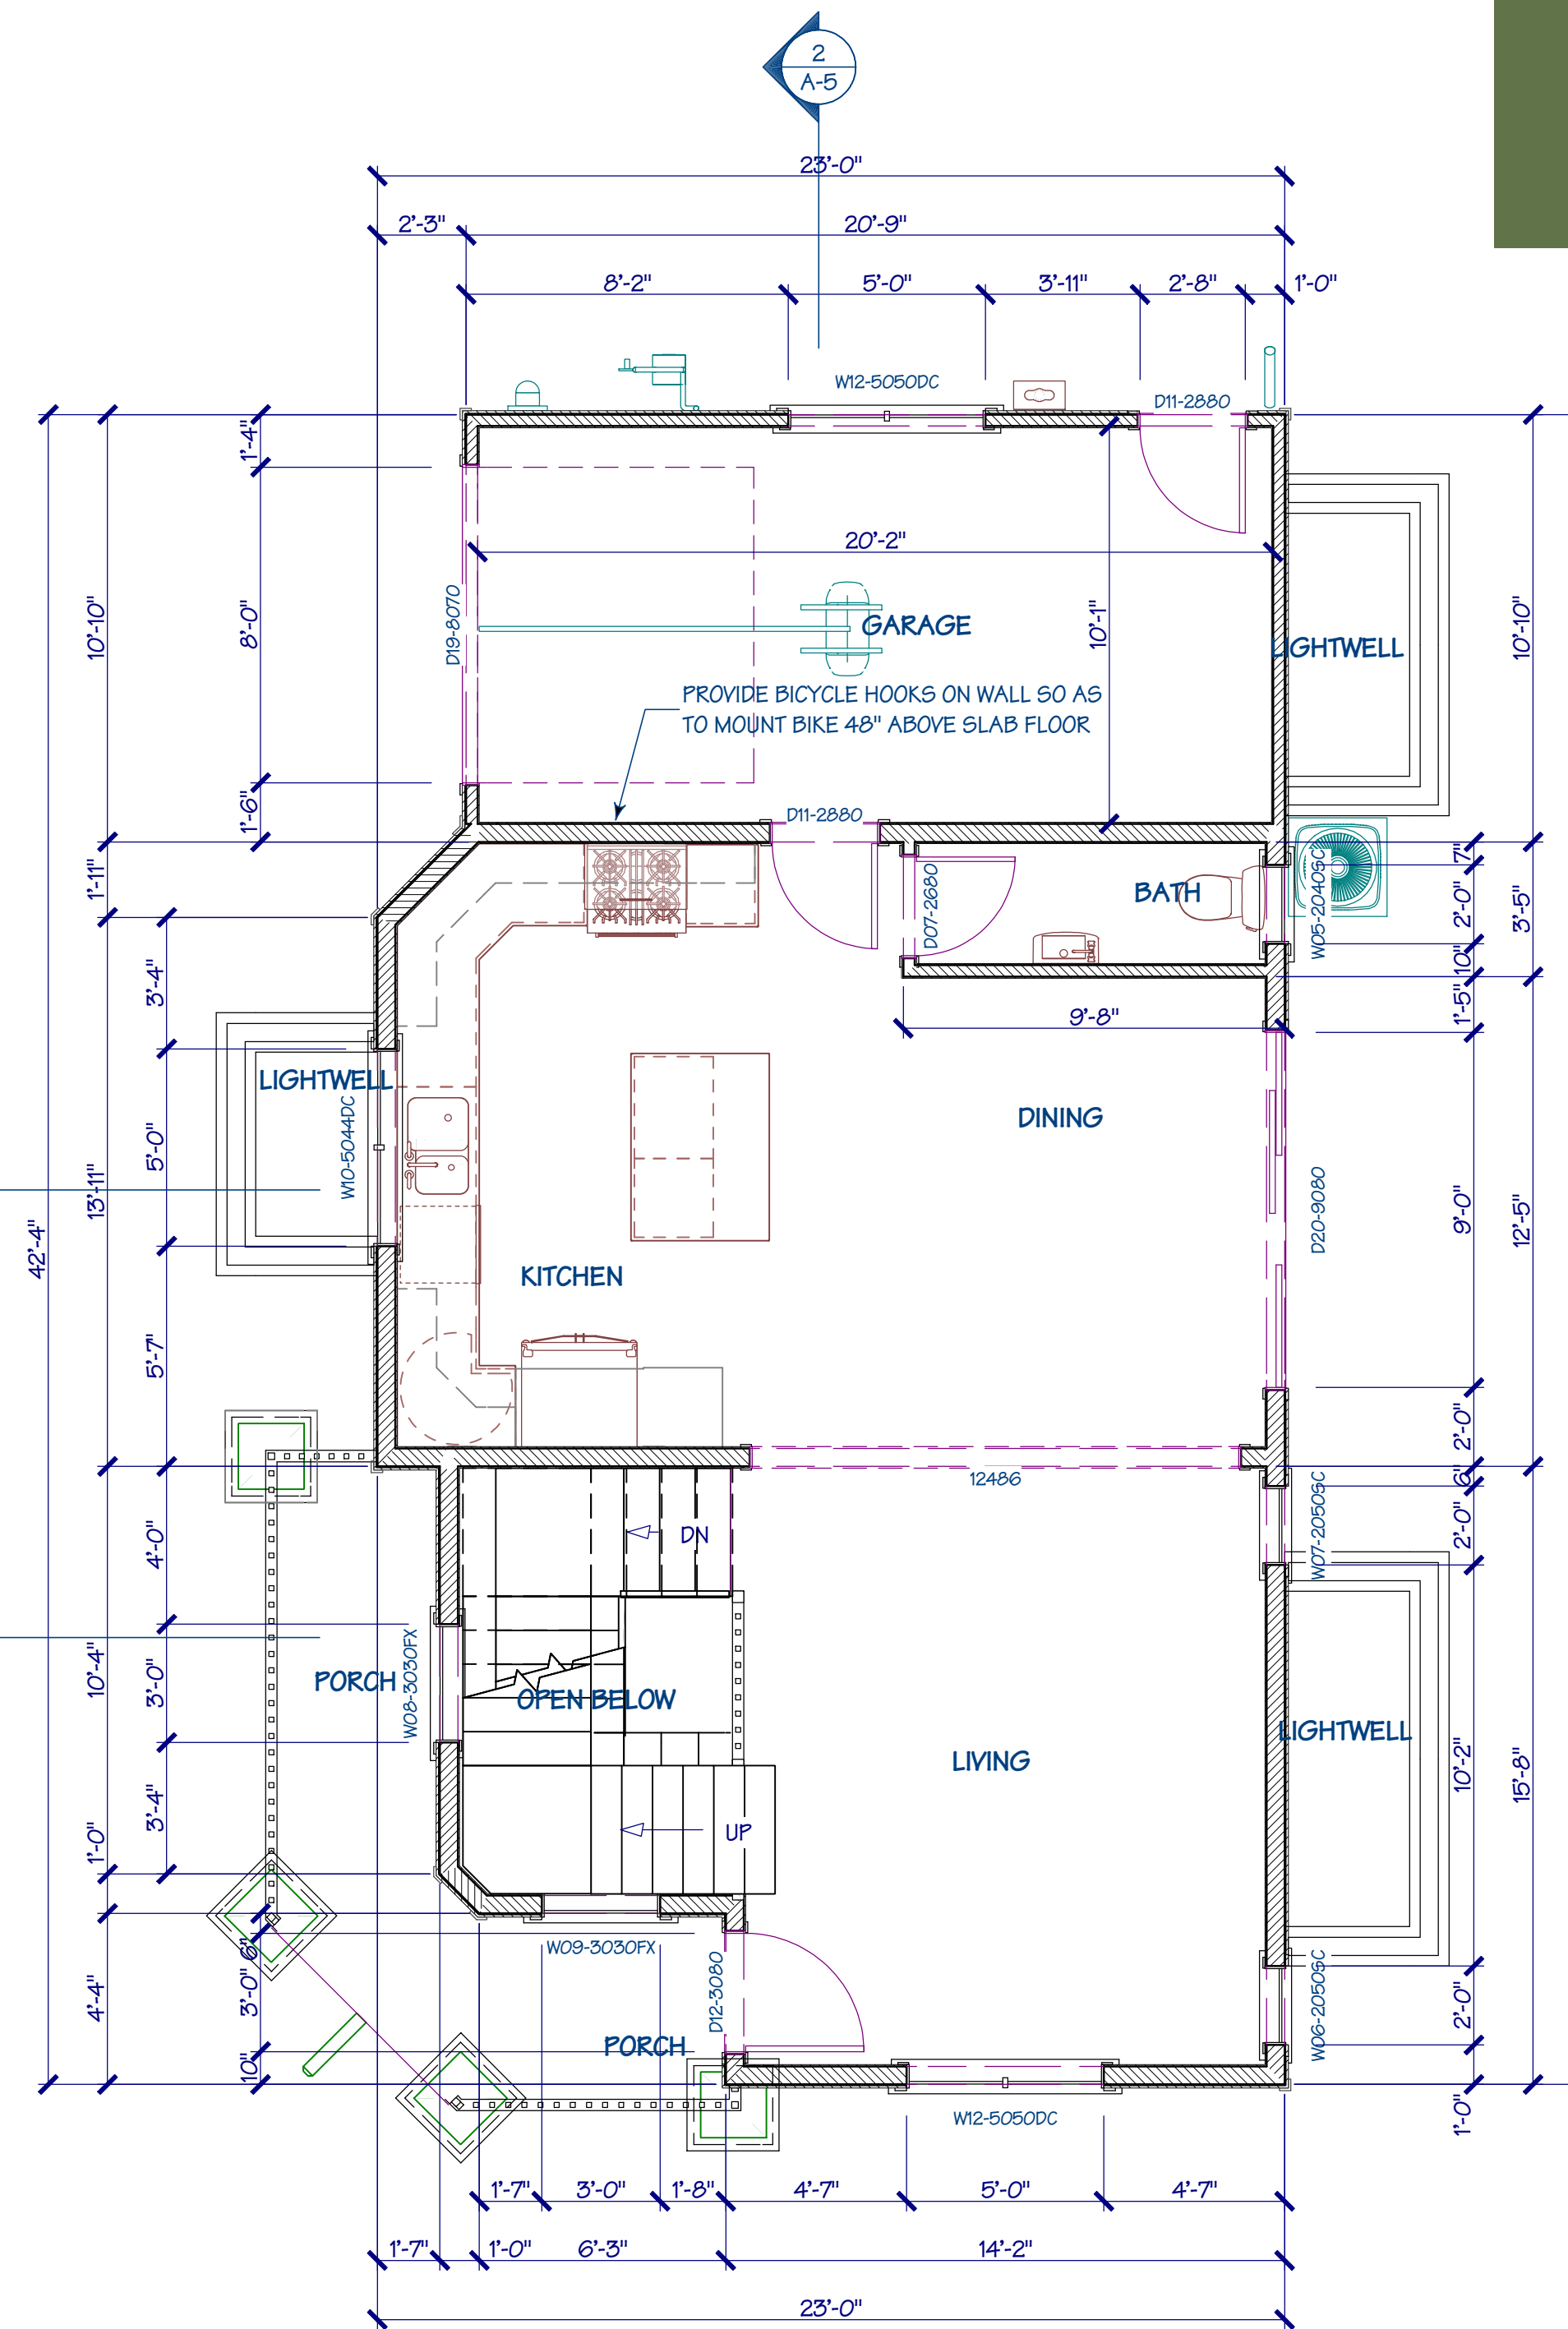 2
A-5
23'-0"
2'-3"
20'-9"
8'-2"
5'-0"
3'-11"
2'-8"
1'-0"
W12-5050DC
D11-2880
1'-4"
20'-2"
10'-10"
8'-0"
D19-8070
GARAGE
10'-1"
LIGHTWELL
10'-10"
PROVIDE BICYCLE HOOKS ON WALL SO AS
TO MOUNT BIKE 48" ABOVE SLAB FLOOR
1'-6"
D11-2880
1'-11"
D07-2680
BATH
W05-2040SC
7"
2'-0"
3'-5"
10"
3'-4"
9'-8"
1'-5"
LIGHTWELL
W10-5044DC
DINING
5'-0"
13'-11"
42'-4"
D20-9080
9'-0"
12'-5"
KITCHEN
5'-7"
2'-0"
12486
6"
W07-2050SC
2'-0"
DN
4'-0"
10'-4"
3'-0"
PORCH
W08-3030FX
OPEN BELOW
LIVING
LIGHTWELL
10'-2"
15'-8"
3'-4"
1'-0"
UP
6"
W09-3030FX
D12-3080
3'-0"
4'-4"
PORCH
W06-2050SC
2'-0"
10"
W12-5050DC
1'-0"
1'-7"
3'-0"
1'-8"
4'-7"
5'-0"
4'-7"
1'-7"
1'-0"
6'-3"
14'-2"
23'-0"